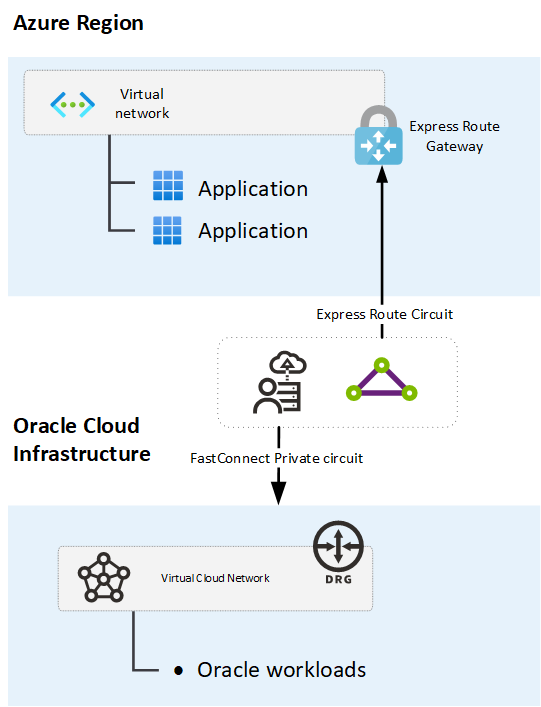 Azure Region
Virtual
network
Express Route
Gateway
Application
Application
Express Route Circuit
Oracle Cloud
Infrastructure
FastConnect Private circuit
DRG
Virtual Cloud Network
• Oracle workloads